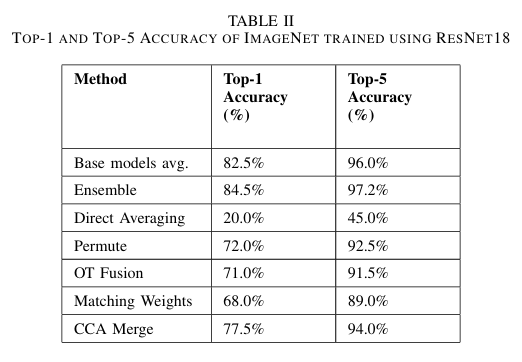 TABLE II
TOP-1 AND TOP-5 ACCURACY OF IMAGENET TRAINED USING RESNET18
Method Top-1 Accuracy (%) Top-5 Accuracy (%)
Base models avg. 82.5% 96.0%
Ensemble 84.5% 97.2%
Direct Averaging 20.0% 45.0%
Permute 72.0% 92.5%
OT Fusion 71.0% 91.5%
Matching Weights 68.0% 89.0%
CCA Merge 77.5% 94.0%